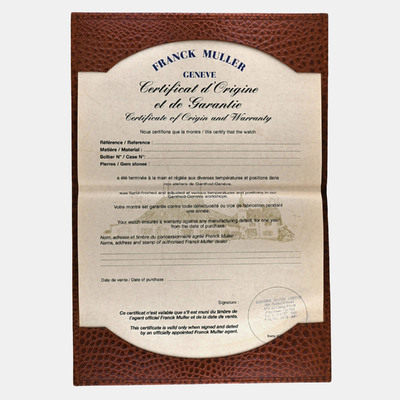 FRANCK MULLER
GENEVE
Certificat d'Origine
et de Garantie
Certificate of Origin and Warranty
Nous certifions que la montre / We certify that the watch
Référence / Reference
Matière / Material :
Boîtier N° / Case N°:
Pierres / Gem stones :
a été terminée à la main et réglée aux diverses températures et positions dans
nos ateliers de Genthod-Genève.
was hand-finished and adjusted at various temperatures and positions in our
Genthod-Geneva workshops.
Votre montre est garantie contre toute défectuosité ou vice de fabrication pendant
une année.
Your watch ensures a warranty against any manufacturing defect, for one year
from the date of purchase.
Nom, adresse et timbre du concessionnaire agréé Franck Muller
Name, address and stamp of authorised Franck Muller dealer
Date de vente / Date of purchase :
Signature :
Ce certificat n'est valable que s'il est muni du timbre de
l'agent officiel Franck Muller et de la date de vente.
This certificate is valid only when signed and dated
by an officially appointed Franck Muller agent.